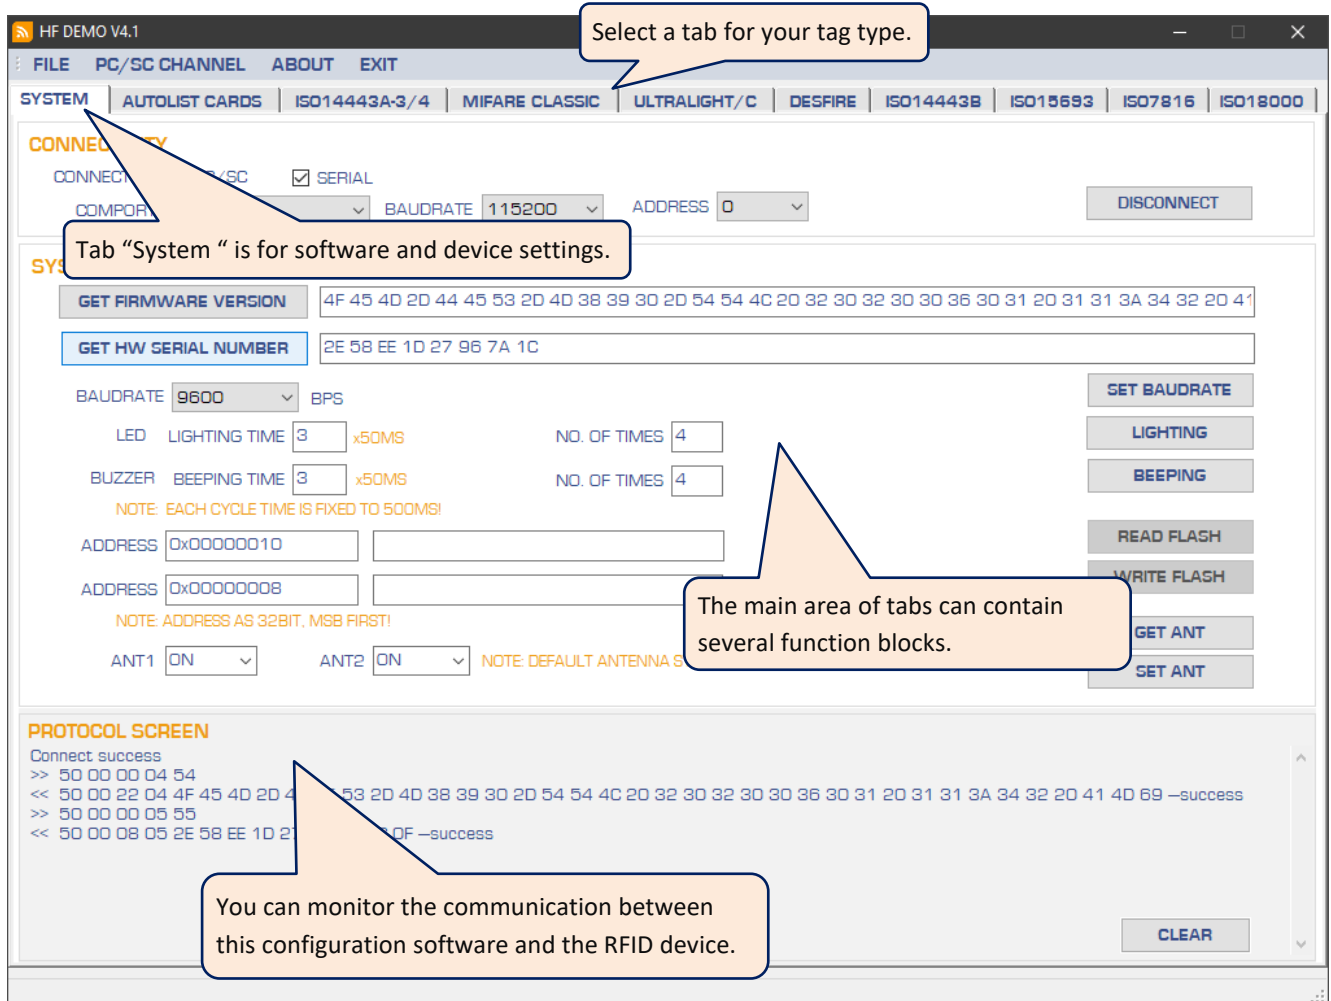 HF DEMO V4.1
Select a tab for your tag type.
FILE PC/SC CHANNEL ABOUT EXIT
SYSTEM AUTOLIST CARDS ISO14443A-3/4 MIFARE CLASSIC ULTRALIGHT/C DESFIRE ISO14443B ISO15693 ISO7816 ISO18000
SERIAL
BAUDRATE 115200 ADDRESS 0 DISCONNECT
Tab “System “ is for software and device settings.
GET FIRMWARE VERSION 4F 45 4D 2D 44 45 53 2D 4D 38 39 30 2D 54 54 4C 20 32 30 32 30 30 36 30 31 20 31 31 3A 34 32 20 41
GET HW SERIAL NUMBER 2E 58 EE 1D 27 96 7A 1C
BAUDRATE 9600 BPS SET BAUDRATE
LED LIGHTING TIME 3 x50MS NO. OF TIMES 4 LIGHTING
BUZZER BEEPING TIME 3 x50MS NO. OF TIMES 4 BEEPING
NOTE: EACH CYCLE TIME IS FIXED TO 500MS!
ADDRESS 0x00000010 READ FLASH
ADDRESS 0x00000008 WRITE FLASH
The main area of tabs can contain
several function blocks.
NOTE: ADDRESS AS 32BIT, MSB FIRST! GET ANT
ANT1 ON ANT2 ON NOTE: DEFAULT ANTENNA SET ANT
PROTOCOL SCREEN
Connect success
>> 50 00 00 04 54
<< 50 00 22 04 4F 45 4D 2D 53 2D 4D 38 39 30 2D 54 54 4C 20 32 30 32 30 30 36 30 31 20 31 31 3A 34 32 20 41 4D 69 –success
>> 50 00 00 05 55
<< 50 00 08 05 2E 58 EE 1D 0F –success
You can monitor the communication between
this configuration software and the RFID device.
CLEAR